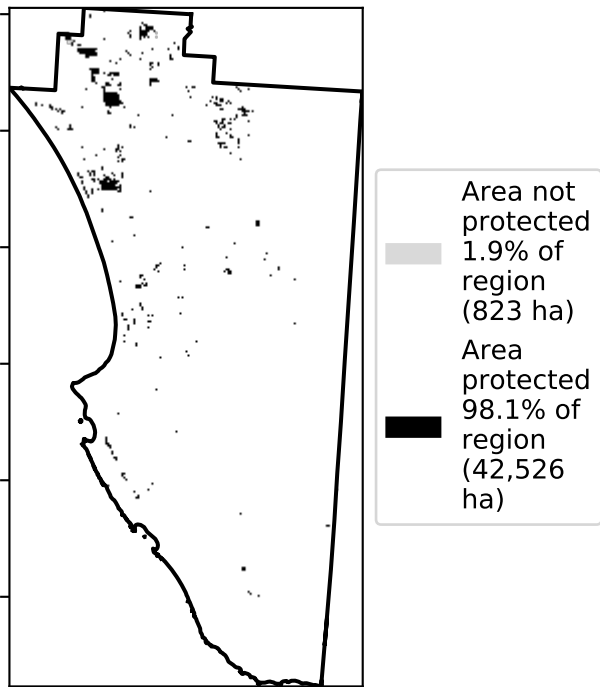 Area not
protected
1.9% of
region
(823 ha)
Area
protected
98.1% of
region
(42,526
ha)